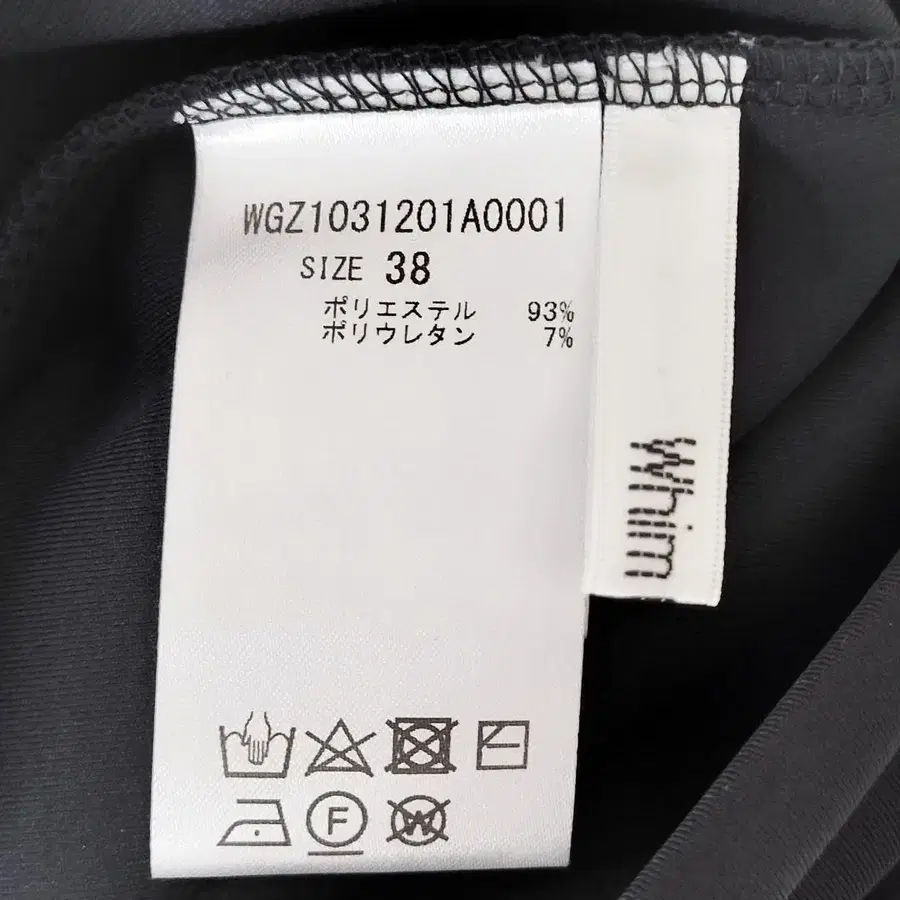 WGZ1031201A0001
SIZE 38
ポリエステル 93%
ポリウレタン 7%
Whim
F
W